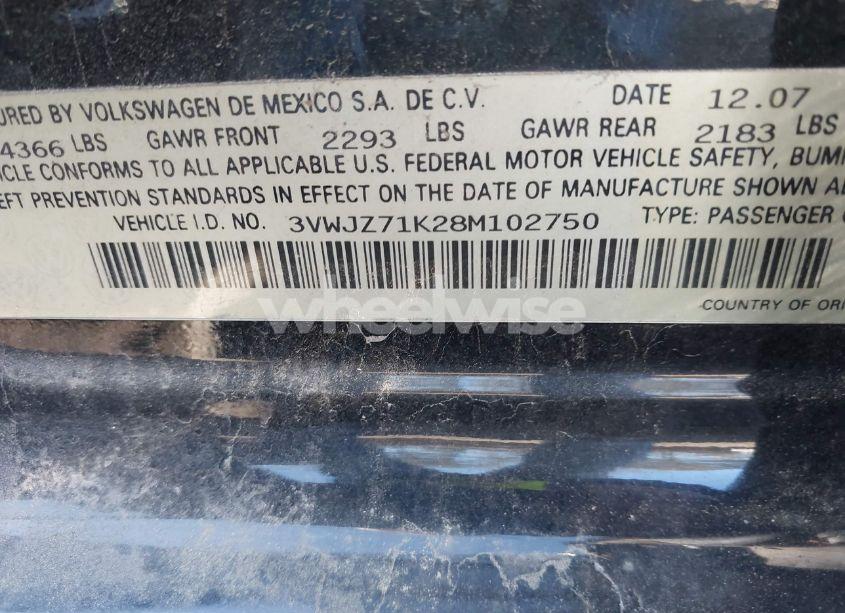 URED BY VOLKSWAGEN DE MEXICO S.A. DE C.V. DATE 12.07
4366 LBS GAWR FRONT 2293 LBS GAWR REAR 2183 LBS
CLE CONFORMS TO ALL APPLICABLE U.S. FEDERAL MOTOR VEHICLE SAFETY, BUM
EFT PREVENTION STANDARDS IN EFFECT ON THE DATE OF MANUFACTURE SHOWN A
VEHICLE I.D. NO. 3VWJZ71K28M102750 TYPE: PASSENGER
wheelwise
COUNTRY OF ORI